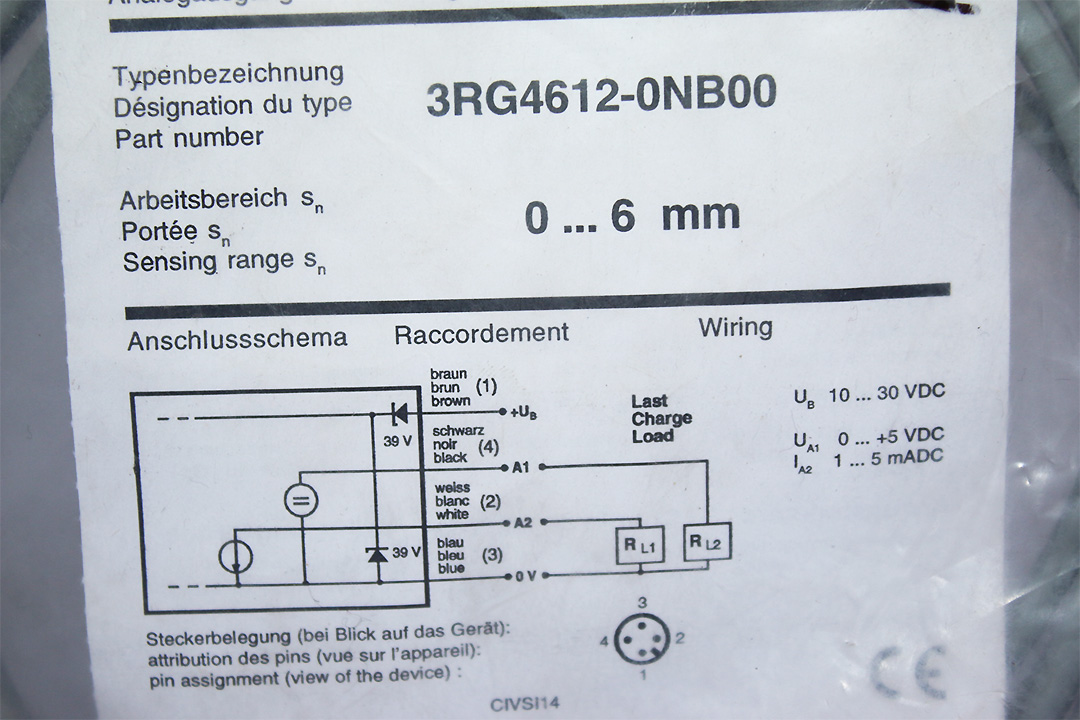 Analogausgang
Typenbezeichnung
Désignation du type
Part number
3RG4612-0NB00
Arbeitsbereich sn
Portée sn
Sensing range sn
0 ... 6 mm
Anschlussschema Raccordement Wiring
braun
brun (1)
brown
+UB
39 V
schwarz
noir (4)
black
A1
weiss
blanc (2)
white
A2
=
39 V
blau
bleu (3)
blue
0 V
Last
Charge
Load
RL1
RL2
UB 10 ... 30 VDC
UA1 0 ... +5 VDC
IA2 1 ... 5 mADC
Steckerbelegung (bei Blick auf das Gerät):
attribution des pins (vue sur l'appareil):
pin assignment (view of the device) :
3
4 2
1
CIVSI14
CE